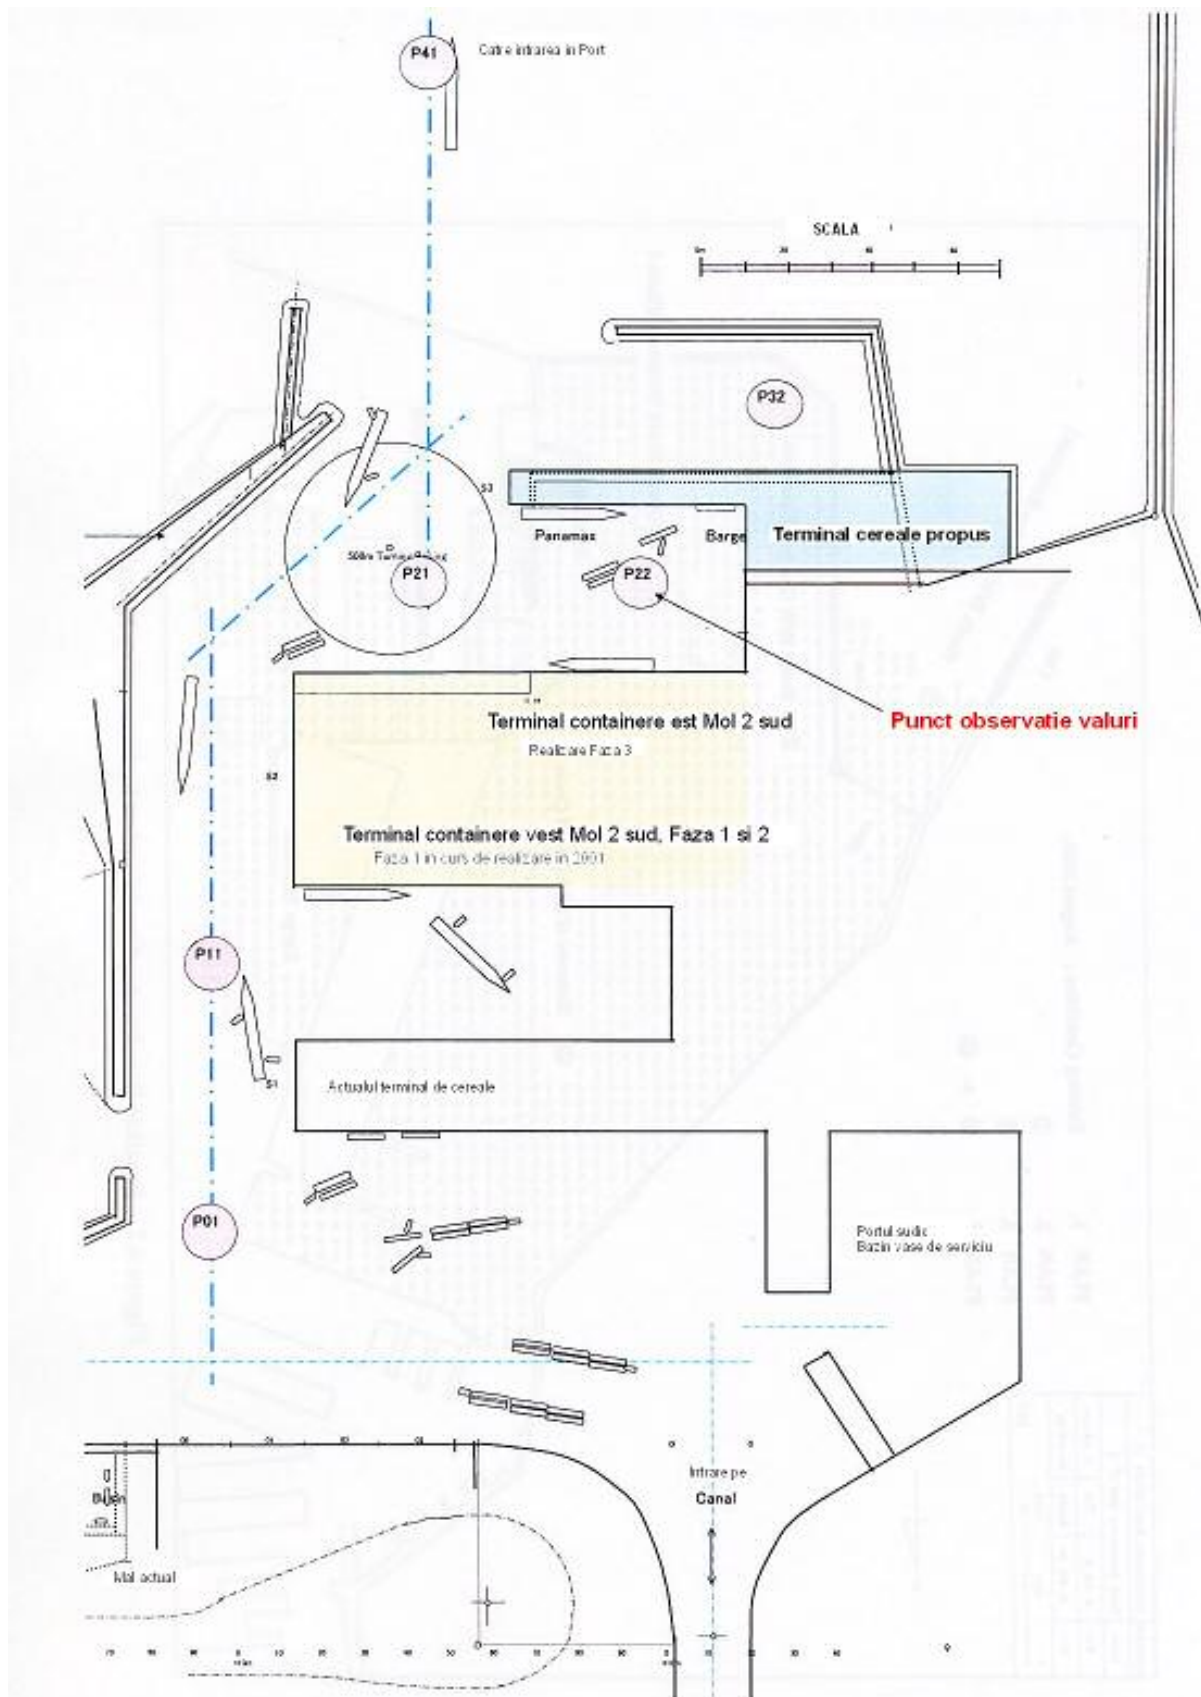 P41
Catre intrarea in Port
SCALA
P32
S3
Panamax
Barge
Terminal cereale propus
P21
P22
Terminal containere est Mol 2 sud
Punct observatie valuri
Realizare Faza 3
S2
Terminal containere vest Mol 2 sud, Faza 1 si 2
Faza 1 in curs de realizare in 2001
P11
S1
Actualul terminal de cereale
P01
Portul sudic
Bazin vase de serviciu
Intrare pe
Canal
Mal actual